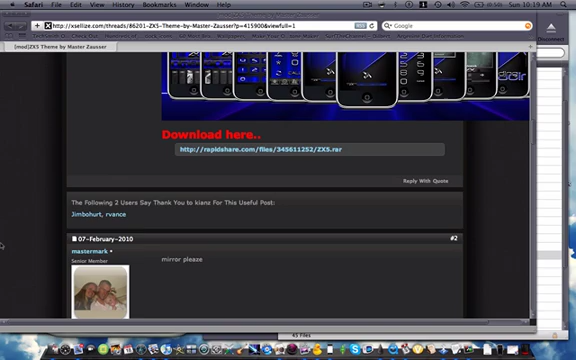 Safari File Edit View History Bookmarks Window Help
Sun 10:19 AM
http://xsellize.com/threads/86201-ZX5-Theme-by-Master-Zausser?p=415900&viewfull=1
Google
[mod]ZX5 Theme by Master Zausser
Download here..
http://rapidshare.com/files/345611252/ZX5.rar
Reply With Quote
The Following 2 Users Say Thank You to kianz For This Useful Post:
Jimbohurt, rvance
07-February-2010
#2
mastermark
Senior Member
mirror please
45 Files